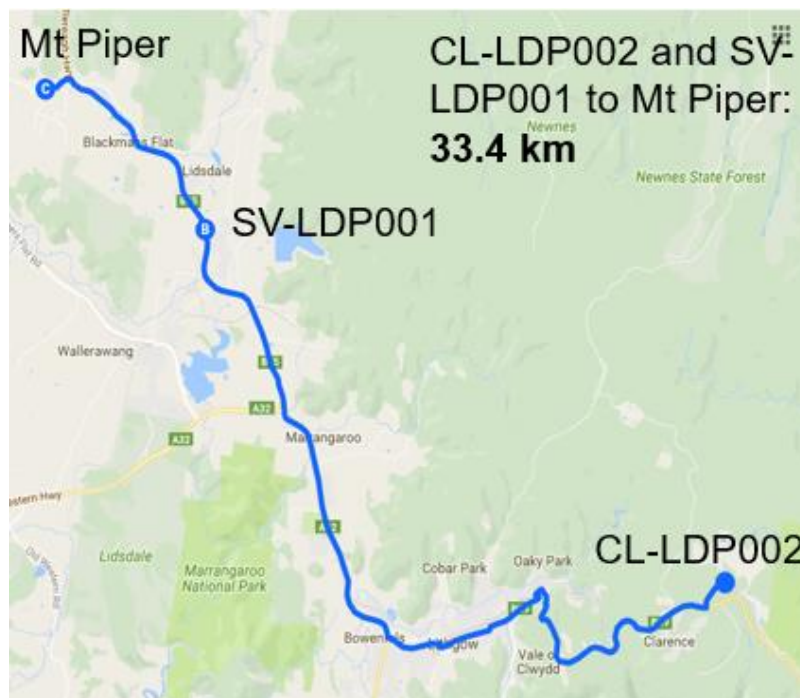 Mt Piper
CL-LDP002 and SV-
LDP001 to Mt Piper:
33.4 km
Newnes
Newnes State Forest
C
Blackmans Flat
Lidsdale
B
SV-LDP001
Wallerawang
A32
A32
Marrangaroo
Lidsdale
Marrangaroo
National Park
CL-LDP002
Cobar Park
Oaky Park
Clarence
Vale of
Clwydd